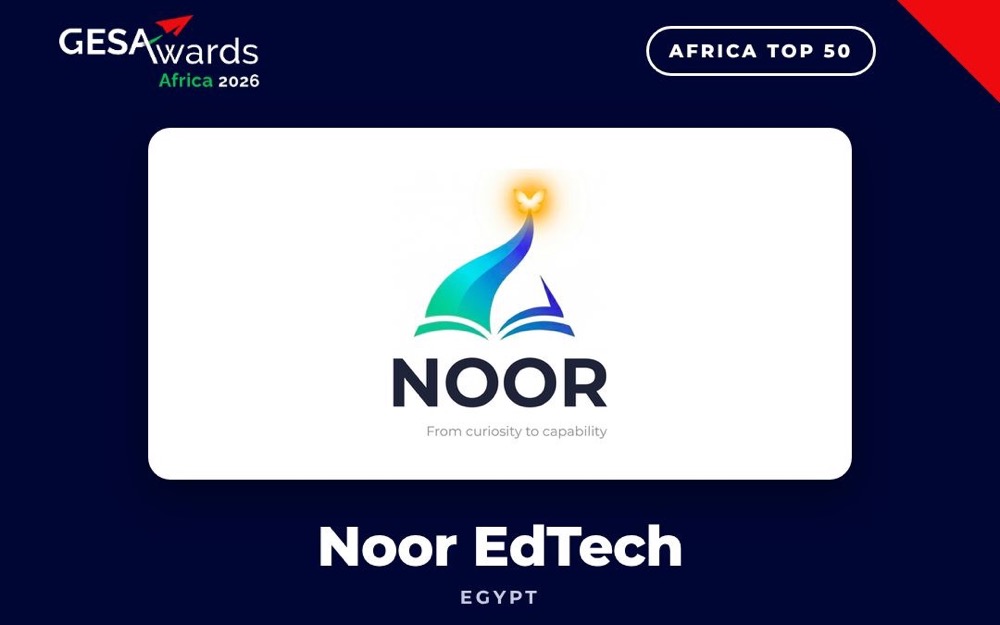 GESAwards
Africa 2026
AFRICA TOP 50
NOOR
From curiosity to capability
Noor EdTech
EGYPT